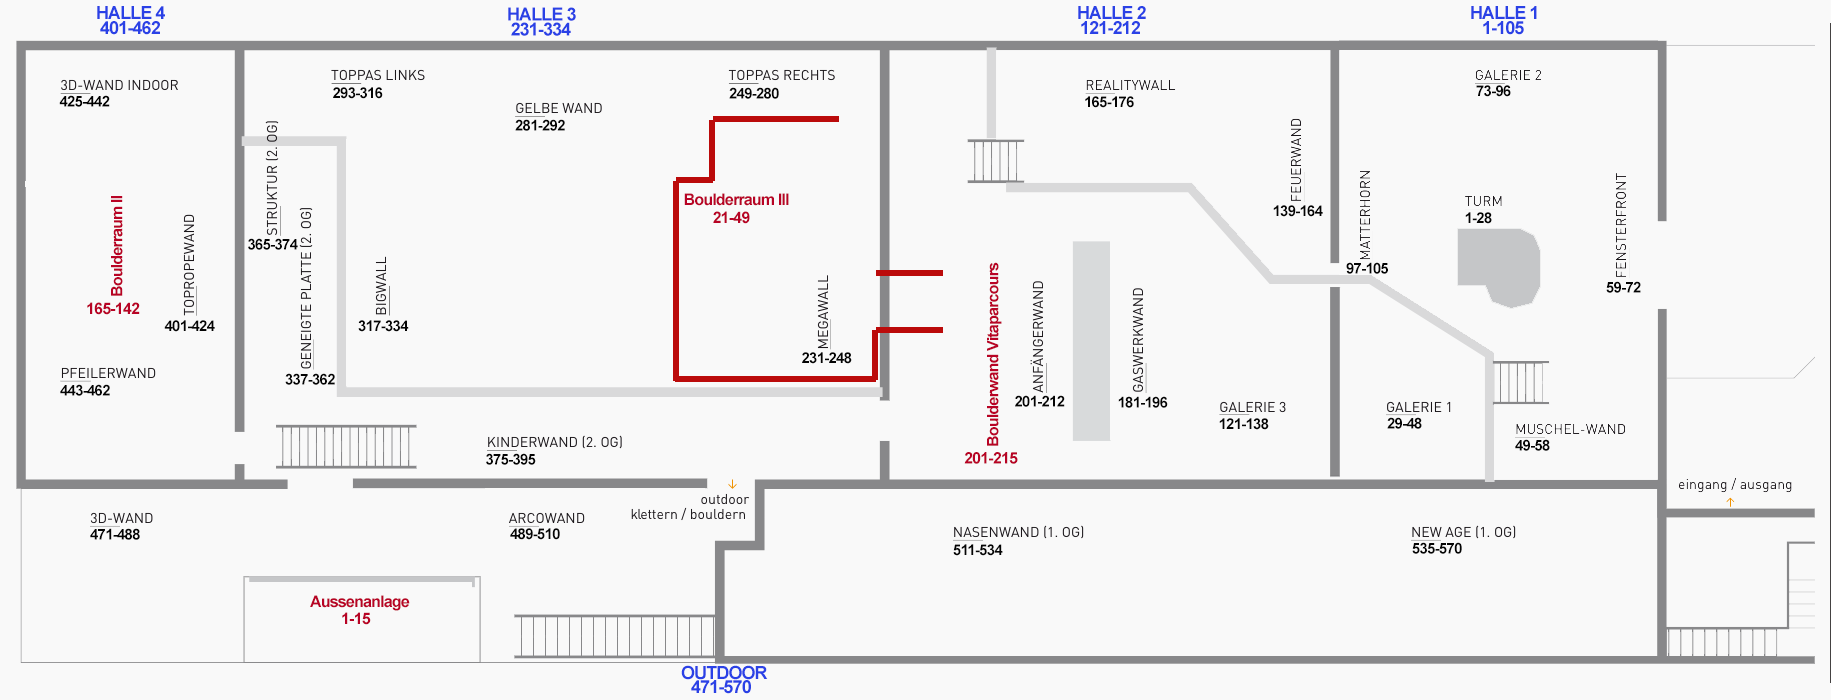 HALLE 4
401-462
HALLE 3
231-334
HALLE 2
121-212
HALLE 1
1-105
3D-WAND INDOOR
425-442
Boulderraum II
165-142
TOPROPEWAND
401-424
PFEILERWAND
443-462
TOPPAS LINKS
293-316
GELBE WAND
281-292
TOPPAS RECHTS
249-280
STRUKTUR (2. OG)
365-374
GENEIGTE PLATTE (2. OG)
337-362
BIGWALL
317-334
Boulderraum III
21-49
MEGAWALL
231-248
KINDERWAND (2. OG)
375-395
REALITYWALL
165-176
FEUERWAND
139-164
Boulderwand Vitaparcours
201-215
ANFÄNGERWAND
201-212
GASWERKWAND
181-196
GALERIE 3
121-138
GALERIE 2
73-96
MATTERHORN
97-105
TURM
1-28
FENSTERFRONT
59-72
GALERIE 1
29-48
MUSCHEL-WAND
49-58
eingang / ausgang
outdoor
klettern / bouldern
3D-WAND
471-488
ARCOWAND
489-510
NASENWAND (1. OG)
511-534
NEW AGE (1. OG)
535-570
Aussenanlage
1-15
OUTDOOR
471-570